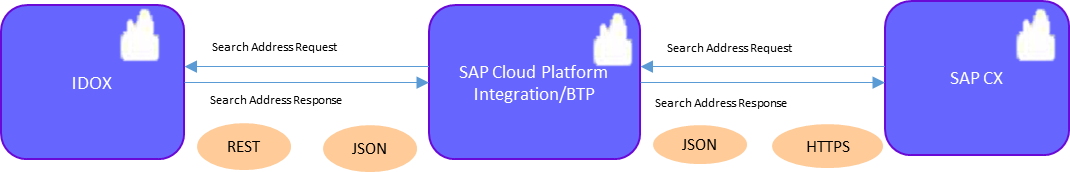 IDOX
Search Address Request
Search Address Response
REST
JSON
SAP Cloud Platform
Integration/BTP
Search Address Request
Search Address Response
JSON
HTTPS
SAP CX